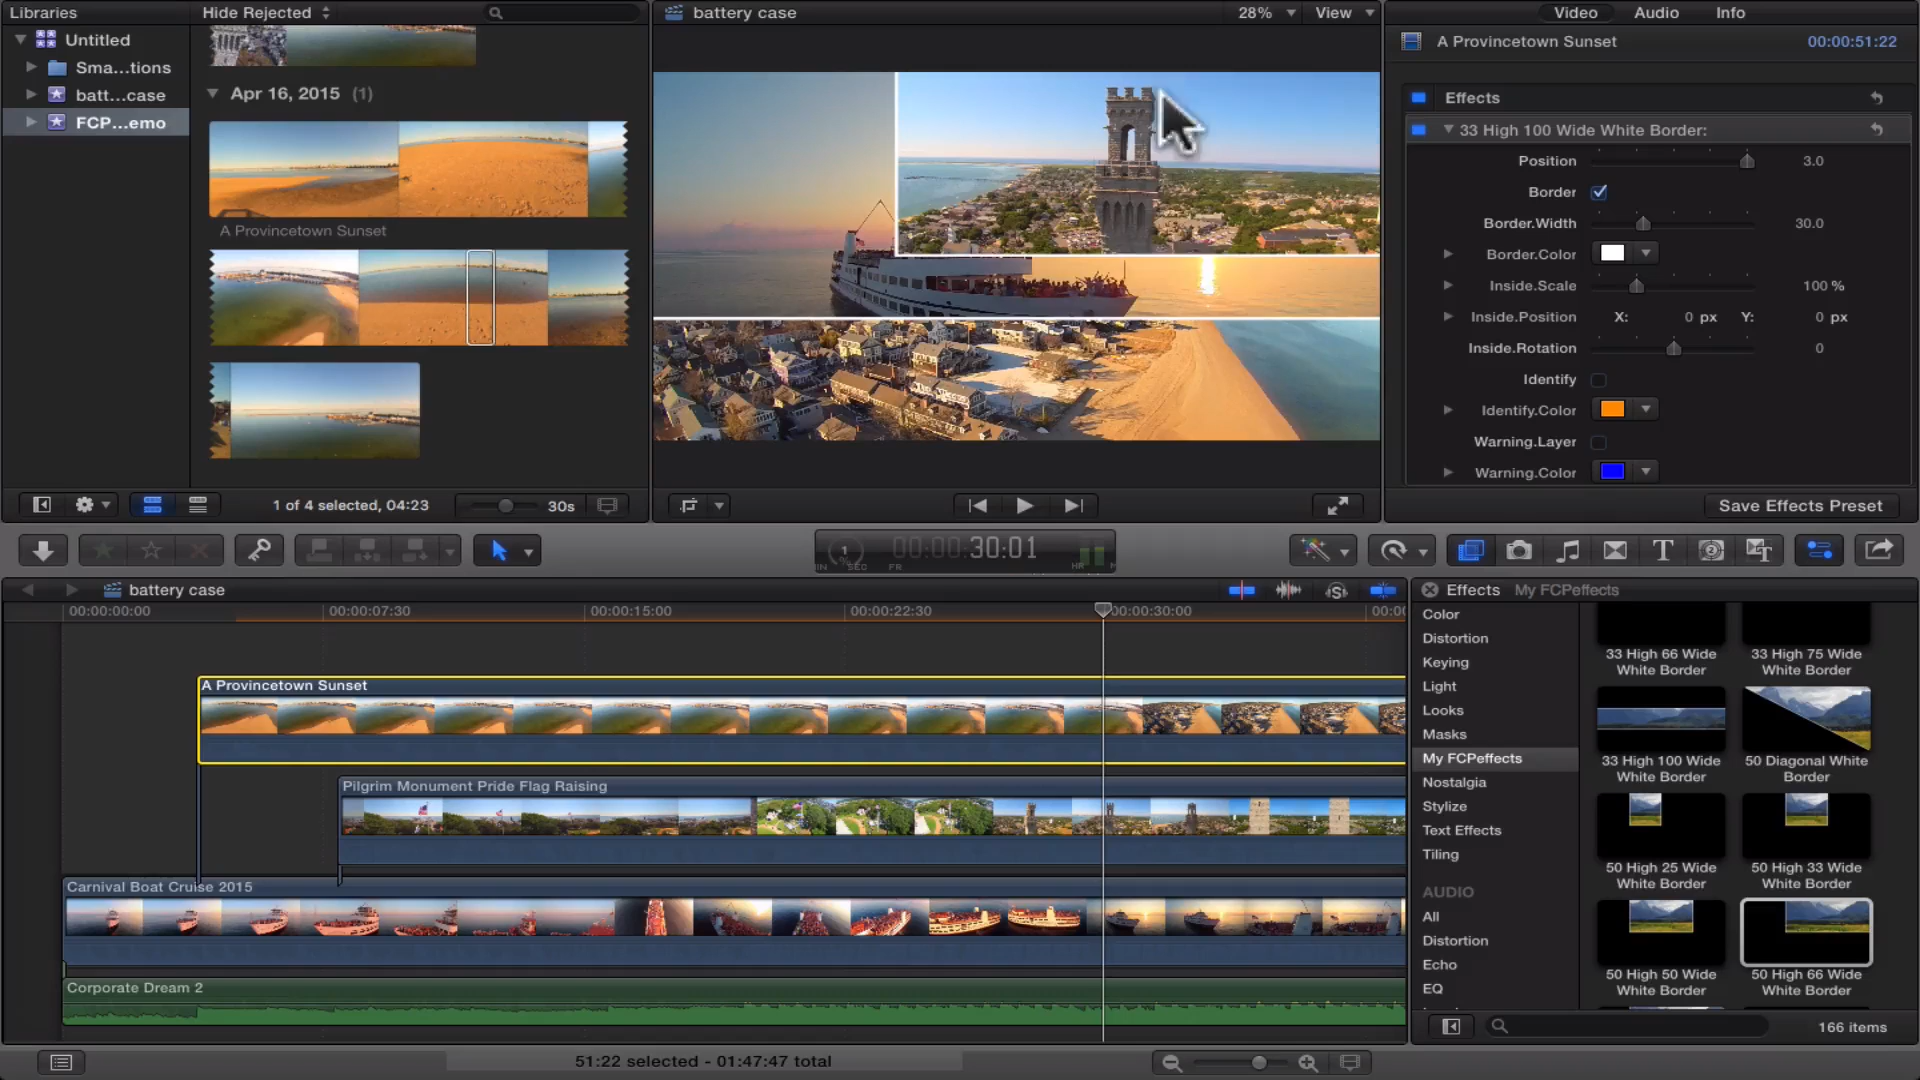 Libraries
Hide Rejected
battery case
28%
View
Video
Audio
Info
Untitled
Sma...tions
batt...case
FCP...emo
Apr 16, 2015 (1)
A Provincetown Sunset
1 of 4 selected, 04:23
30s
A Provincetown Sunset
00:00:51:22
Effects
33 High 100 Wide White Border:
Position
3.0
Border
Border.Width
30.0
Border.Color
Inside.Scale
100 %
Inside.Position
X:
0 px
Y:
0 px
Inside.Rotation
0
Identify
Identify.Color
Warning.Layer
Warning.Color
Save Effects Preset
1
00:00:30:01
SEC
FR
HR
battery case
00:00:00:00
00:00:07:30
00:00:15:00
00:00:22:30
00:00:30:00
A Provincetown Sunset
Pilgrim Monument Pride Flag Raising
Carnival Boat Cruise 2015
Corporate Dream 2
51:22 selected - 01:47:47 total
Effects
My FCPeffects
Color
Distortion
Keying
Light
Looks
Masks
My FCPeffects
Nostalgia
Stylize
Text Effects
Tiling
AUDIO
All
Distortion
Echo
EQ
33 High 66 Wide
White Border
33 High 75 Wide
White Border
33 High 100 Wide
White Border
50 Diagonal White
Border
50 High 25 Wide
White Border
50 High 33 Wide
White Border
50 High 50 Wide
White Border
50 High 66 Wide
White Border
166 items